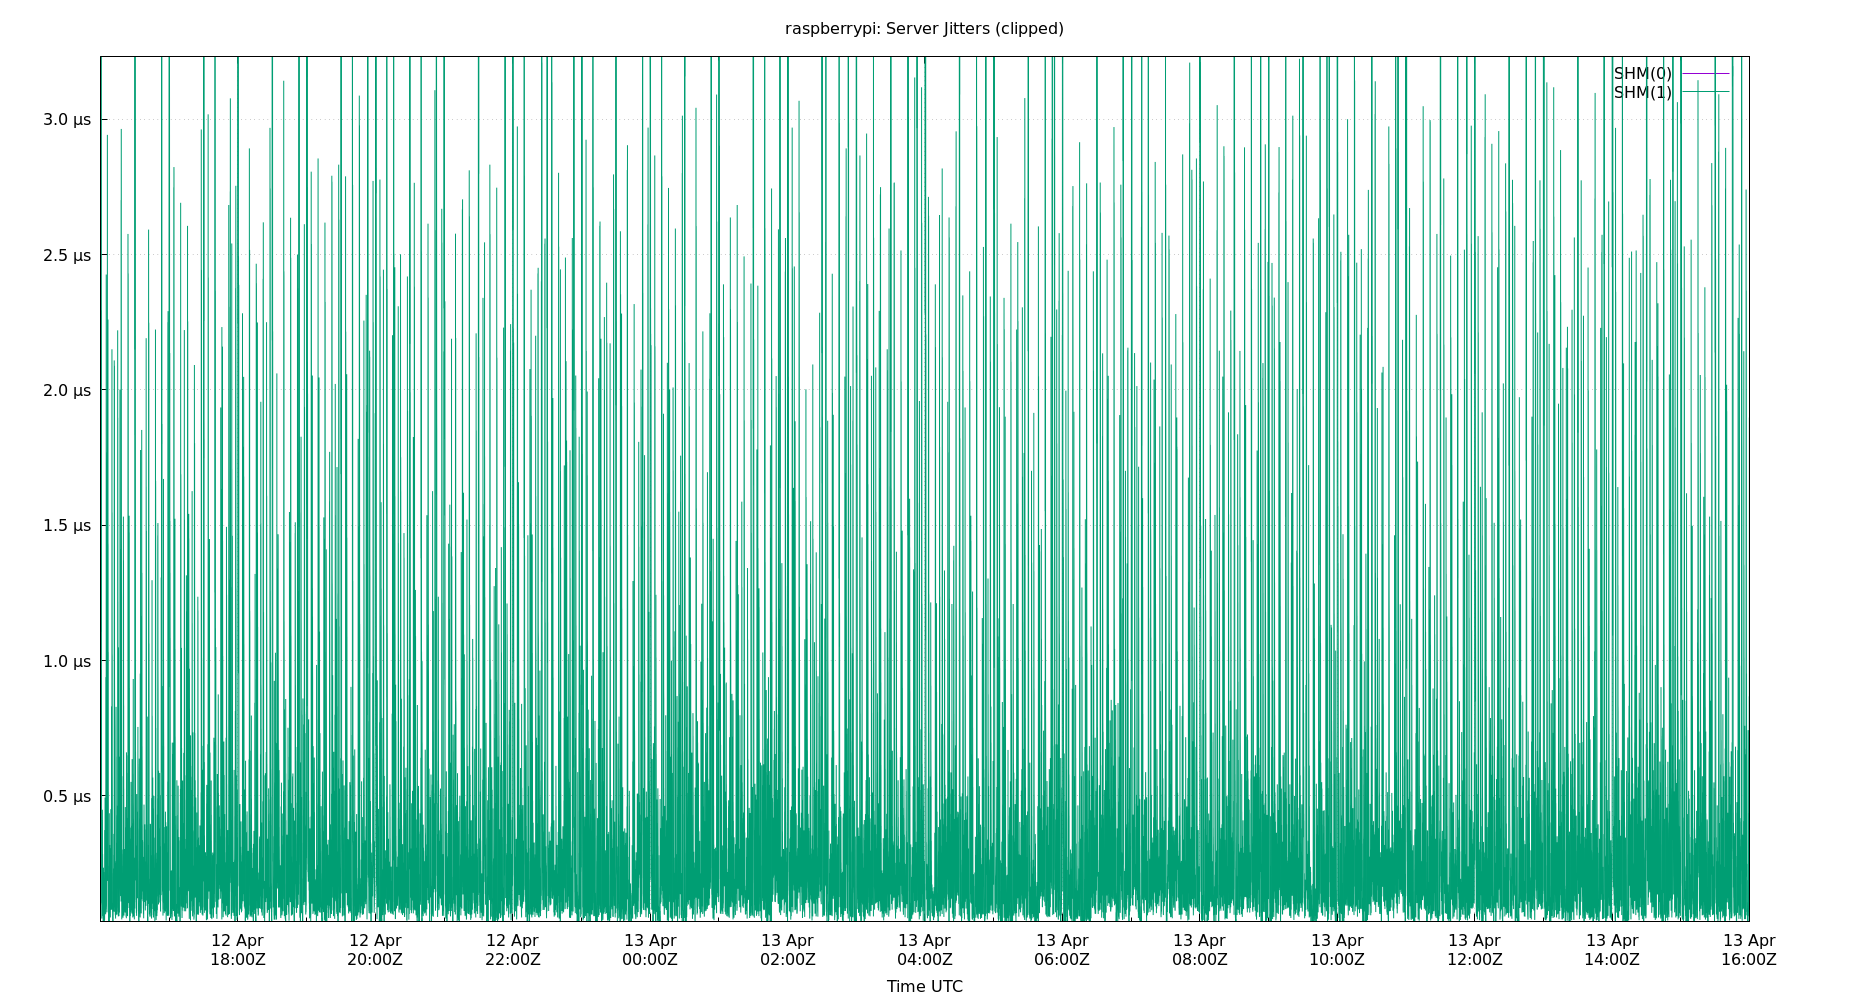 raspberrypi: Server Jitters (clipped)
SHM(0)
SHM(1)
3.0 µs
2.5 µs
2.0 µs
1.5 µs
1.0 µs
0.5 µs
12 Apr 12 Apr 12 Apr 13 Apr 13 Apr 13 Apr 13 Apr 13 Apr 13 Apr 13 Apr 13 Apr 13 Apr
18:00Z 20:00Z 22:00Z 00:00Z 02:00Z 04:00Z 06:00Z 08:00Z 10:00Z 12:00Z 14:00Z 16:00Z
Time UTC